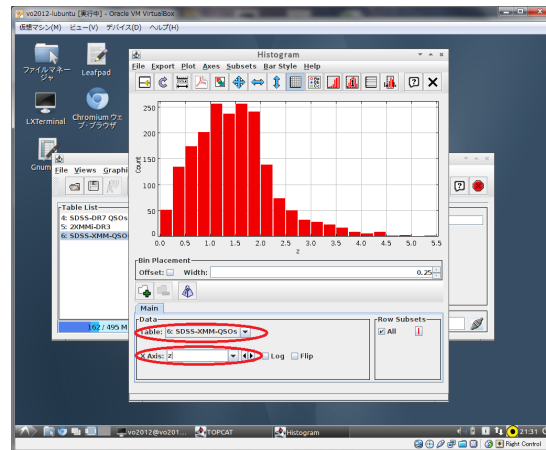 vo2012-lubuntu [実行中] - Oracle VM VirtualBox
仮想マシン(M) ビュー(V) デバイス(D) ヘルプ(H)
ファイルマネージャ
Leafpad
LXTerminal
Chromium ウェブ・ブラウザ
Histogram
File Export Plot Axes Subsets Bar Style Help
250
200
150
100
50
0
Count
0.0 0.5 1.0 1.5 2.0 2.5 3.0 3.5 4.0 4.5 5.0 5.5
z
File Views Graphi
Table List
4: SDSS-DR7 QSOs
5: 2XMMi-DR3
6: SDSS-XMM-QSO
162 / 495 M
Bin Placement
Offset: Width: 0.25
Main
Data
Table: 6: SDSS-XMM-QSOs
X Axis: z Log Flip
Row Subsets
All
vo2012@vo201...
TOPCAT
Histogram
21:31
Right Control